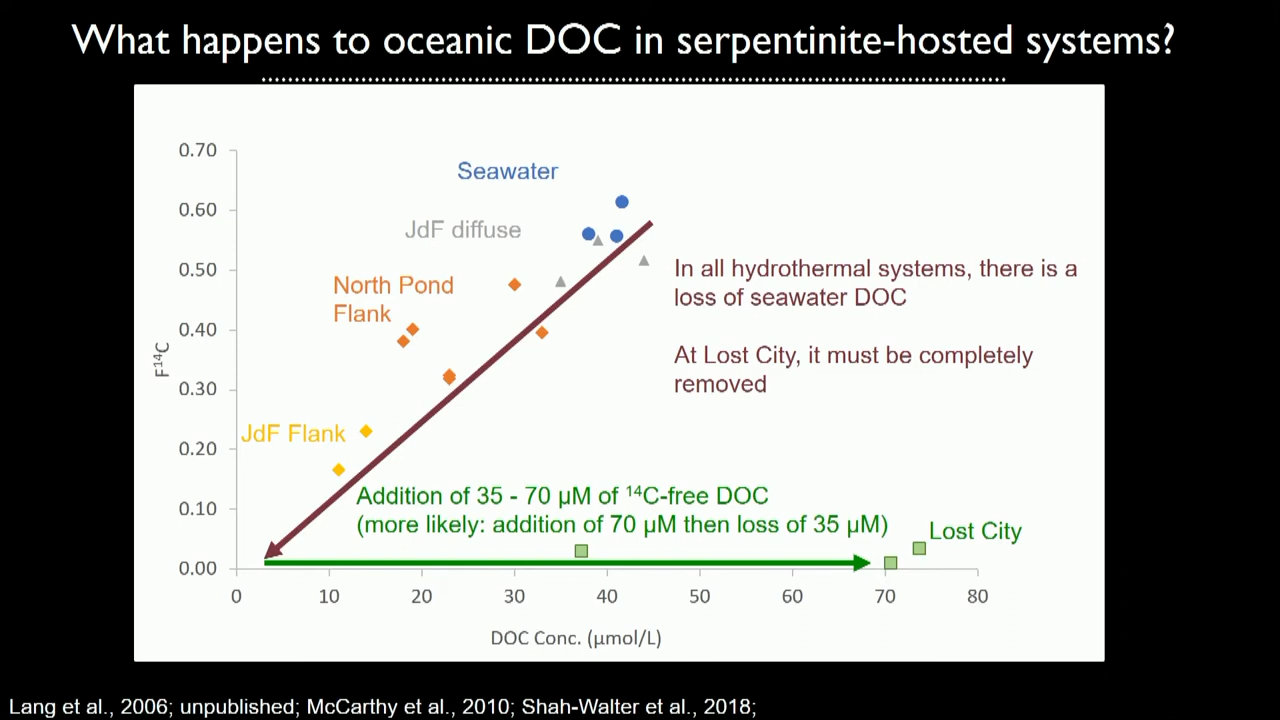 What happens to oceanic DOC in serpentinite-hosted systems?
0.70
0.60
0.50
0.40
0.30
0.20
0.10
0.00
F¹⁴C
Seawater
JdF diffuse
North Pond
Flank
JdF Flank
In all hydrothermal systems, there is a
loss of seawater DOC
At Lost City, it must be completely
removed
Addition of 35 - 70 µM of ¹⁴C-free DOC
(more likely: addition of 70 µM then loss of 35 µM)
Lost City
0 10 20 30 40 50 60 70 80
DOC Conc. (µmol/L)
Lang et al., 2006; unpublished; McCarthy et al., 2010; Shah-Walter et al., 2018;